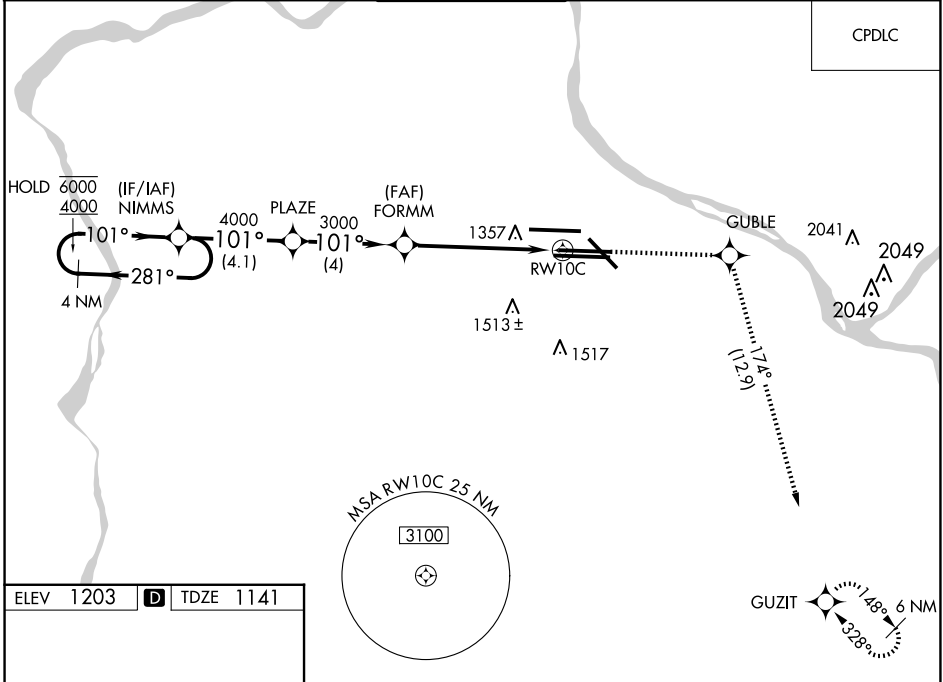 CPDLC
HOLD 6000
4000
(IF/IAF)
NIMMS
101°
281°
4 NM
4000
101°
(4.1)
PLAZE
3000
101°
(4)
(FAF)
FORMM
1357
RW10C
1513 ±
1517
GUBLE
2041
2049
2049
174°
(12.9)
MSA RW10C 25 NM
3100
GUZIT
148°
328°
6 NM
ELEV 1203 D TDZE 1141